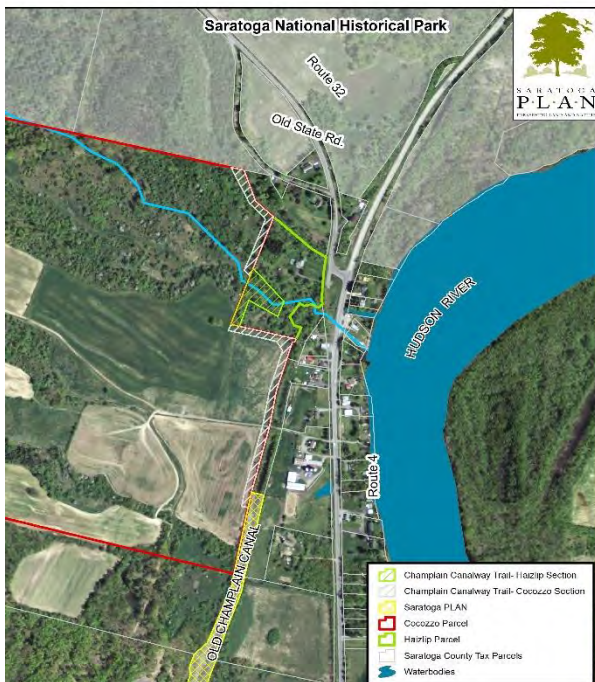 Saratoga National Historical Park
SARATOGA
P·L·A·N
Route 32
Old State Rd.
HUDSON RIVER
Route 4
OLD CHAMPLAIN CANAL
Champlain Canalway Trail- Haizlip Section
Champlain Canalway Trail- Cocozzo Section
Saratoga PLAN
Cocozzo Parcel
Haizlip Parcel
Saratoga County Tax Parcels
Waterbodies